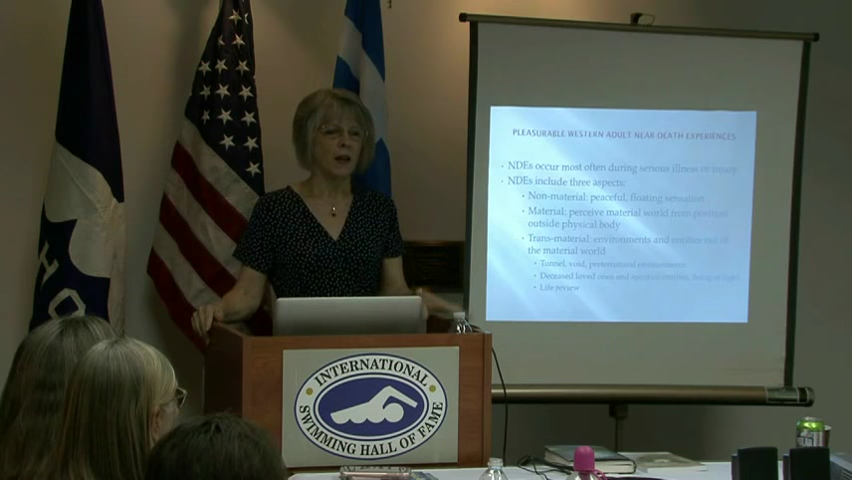 PLEASURABLE WESTERN ADULT NEAR-DEATH EXPERIENCES
• NDEs occur most often during serious illness or injury
• NDEs include three aspects:
• Non-material: peaceful, floating sensation
• Material: perceive material world from position
outside physical body
• Trans-material: environments and entities not of
the material world
• Tunnel, void, preternatural environments
• Deceased loved ones and spiritual entities, being of light
• Life review
INTERNATIONAL
SWIMMING HALL OF FAME
HO